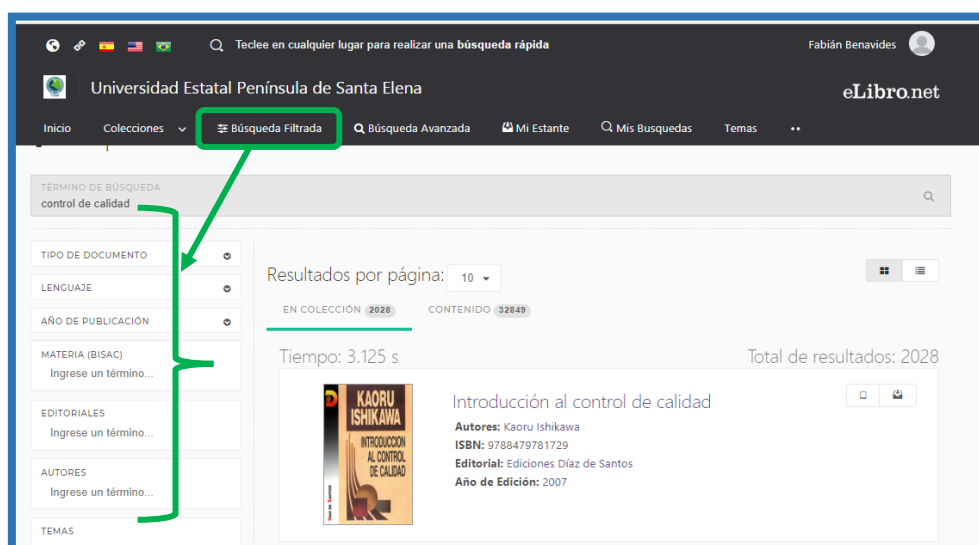 Teclee en cualquier lugar para realizar una búsqueda rápida
Fabián Benavides
Universidad Estatal Península de Santa Elena
eLibro.net
Inicio Colecciones Búsqueda Filtrada Búsqueda Avanzada Mi Estante Mis Busquedas Temas ••
TÉRMINO DE BÚSQUEDA
control de calidad
TIPO DE DOCUMENTO
LENGUAJE
AÑO DE PUBLICACIÓN
MATERIA (BISAC)
Ingrese un término...
EDITORIALES
Ingrese un término...
AUTORES
Ingrese un término...
TEMAS
Resultados por página: 10
EN COLECCIÓN 2028 CONTENIDO 32849
Tiempo: 3.125 s
Total de resultados: 2028
KAORU
ISHIKAWA
INTRODUCCION
AL CONTROL
DE CALIDAD
DIAZ DE SANTOS
Introducción al control de calidad
Autores: Kaoru Ishikawa
ISBN: 9788479781729
Editorial: Ediciones Díaz de Santos
Año de Edición: 2007